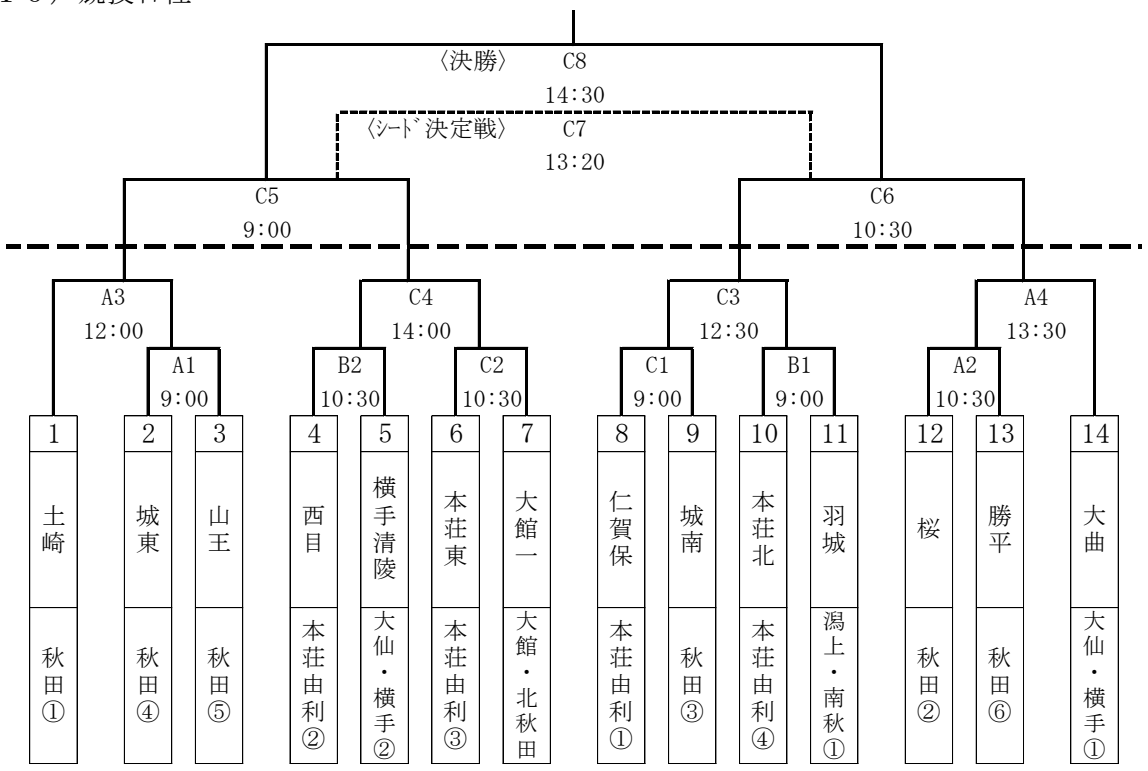 〈決勝〉 C8
14:30
〈シード決定戦〉 C7
13:20
C5 C6
9:00 10:30
A3 C4 C3 A4
12:00 14:00 12:30 13:30
A1 B2 C2 C1 B1 A2
9:00 10:30 10:30 9:00 9:00 10:30
1 2 3 4 5 6 7 8 9 10 11 12 13 14
土崎
城東
山王
西目
横手清陵
本荘東
大館一
仁賀保
城南
本荘北
羽城
桜
勝平
大曲
秋田①
秋田④
秋田⑤
本荘由利②
大仙・横手②
本荘由利③
大館・北秋田
本荘由利①
秋田③
本荘由利④
潟上・南秋①
秋田②
秋田⑥
大仙・横手①